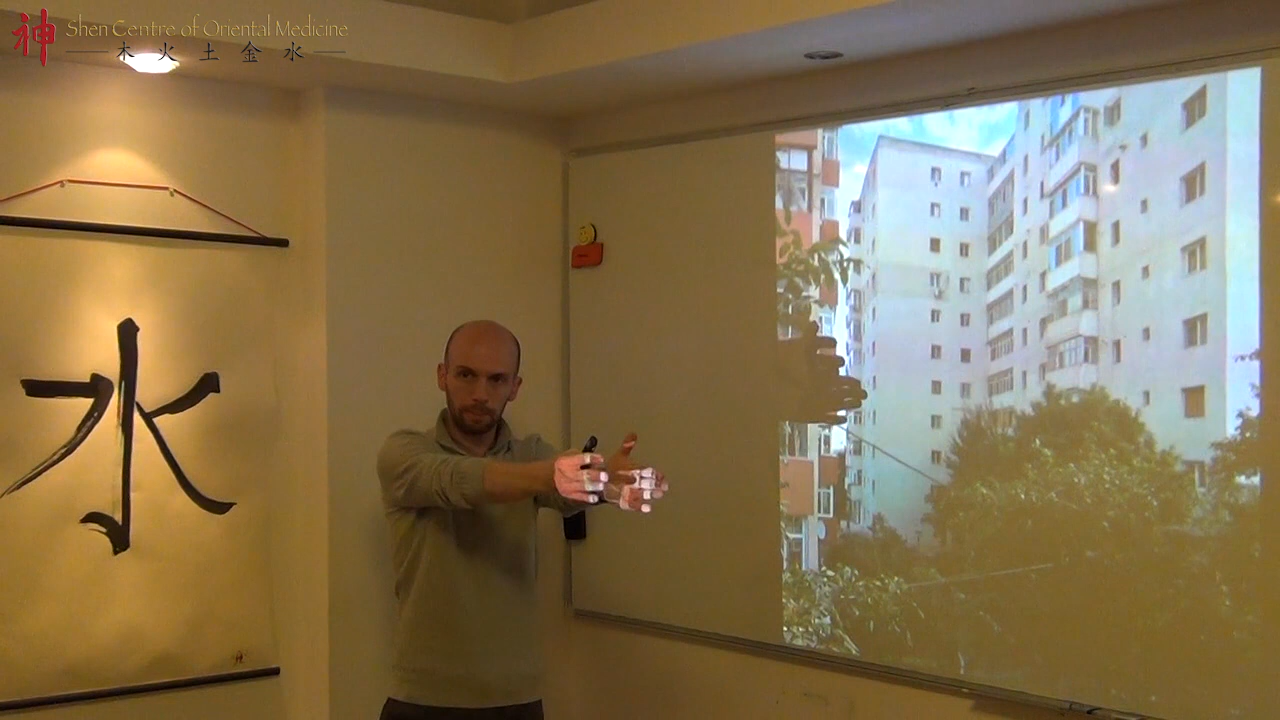 神 Shen Centre of Oriental Medicine
木 火 土 金 水
水